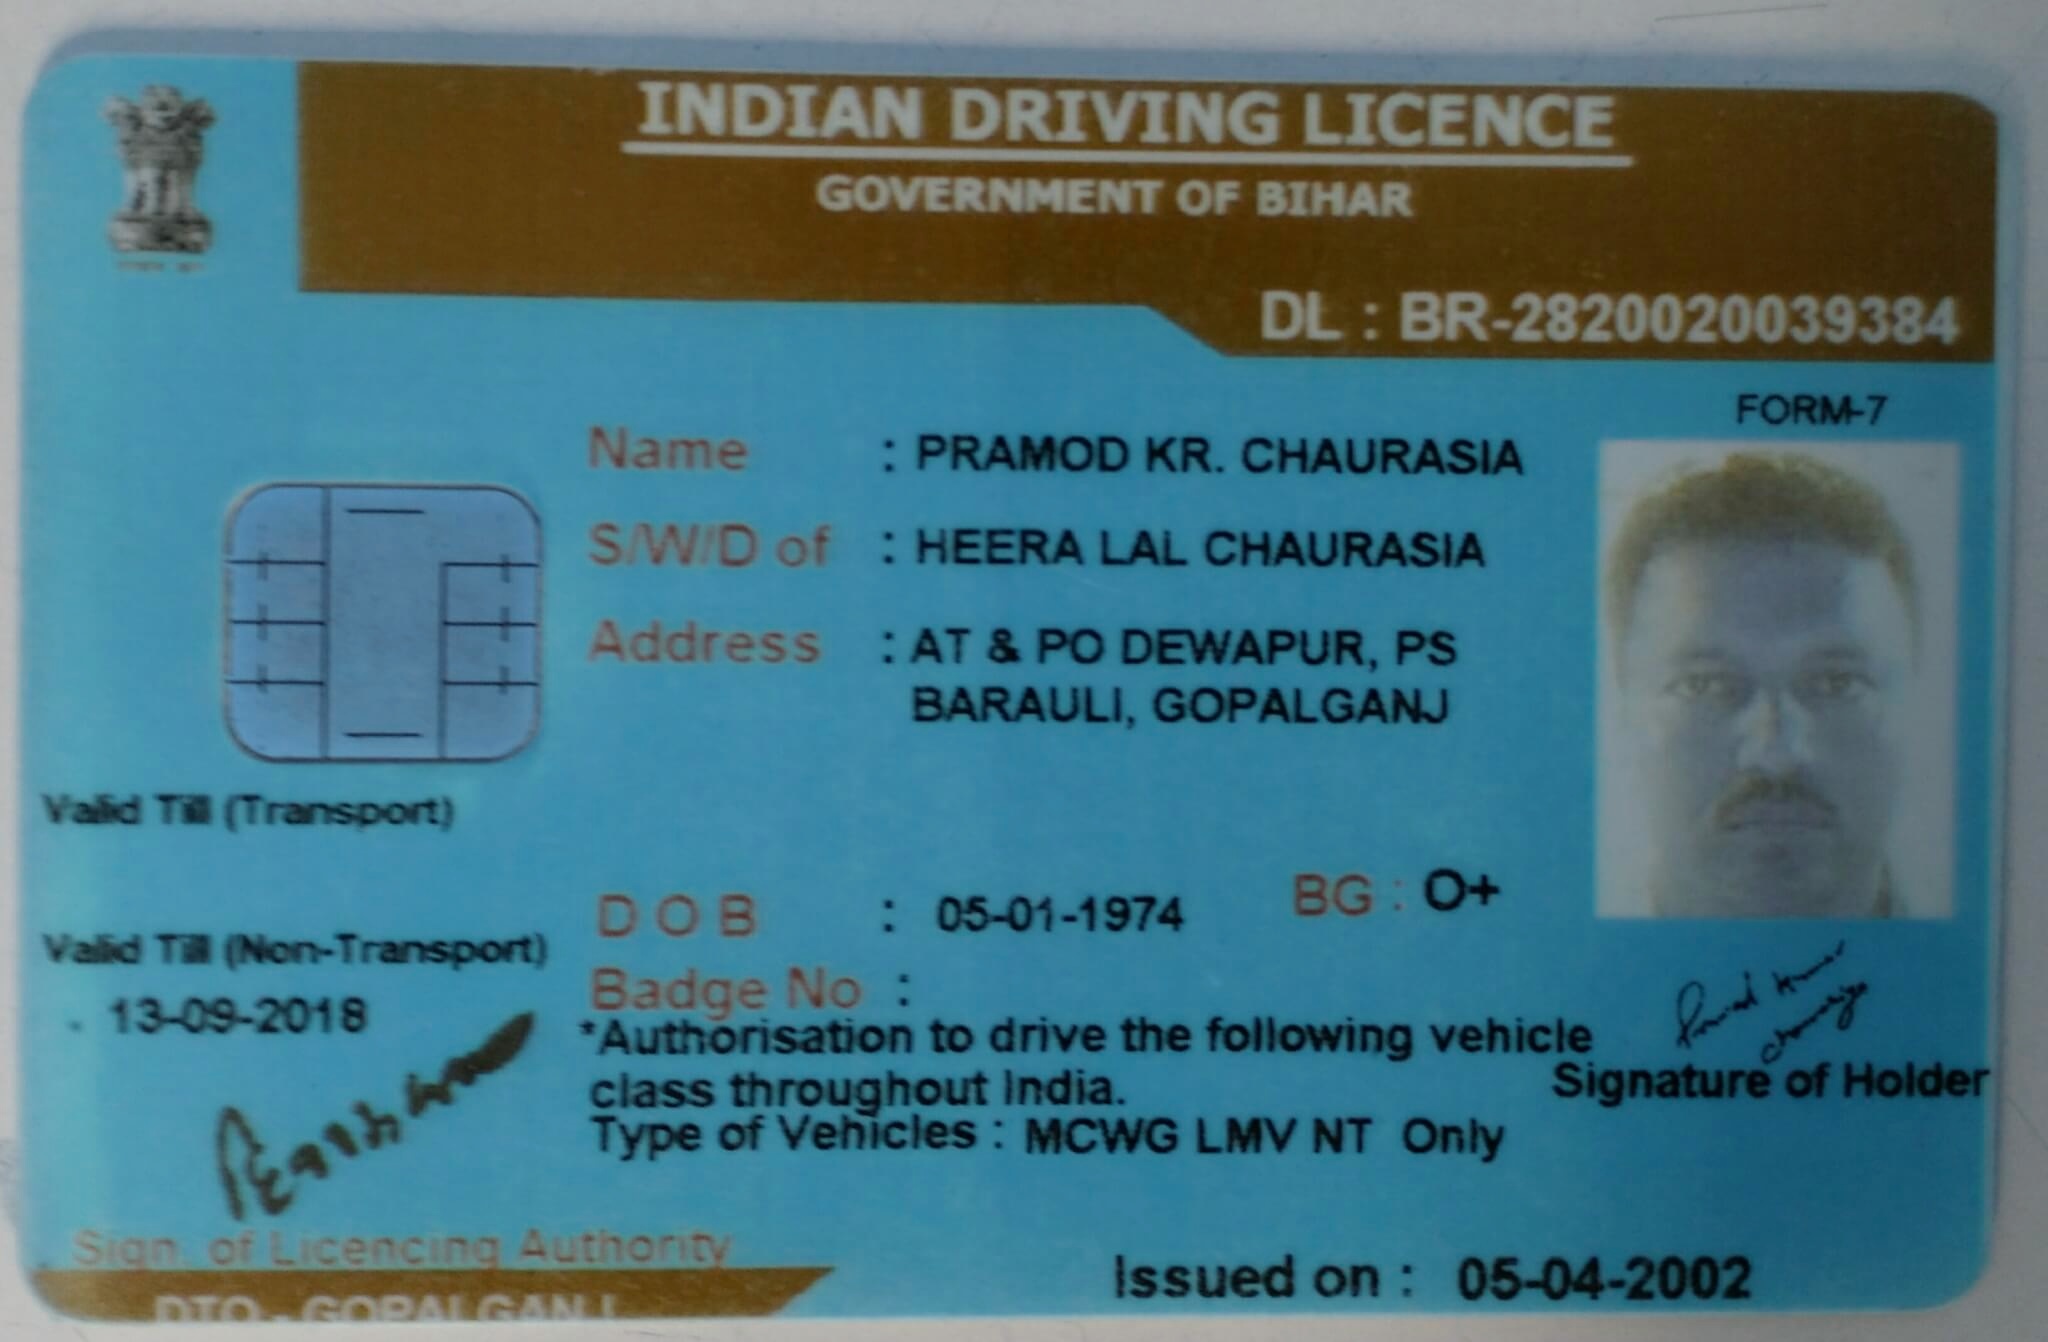 INDIAN DRIVING LICENCE
GOVERNMENT OF BIHAR
DL : BR-2820020039384
FORM-7
Name : PRAMOD KR. CHAURASIA
S/W/D of : HEERA LAL CHAURASIA
Address : AT & PO DEWAPUR, PS
BARAULI, GOPALGANJ
Valid Till (Transport)
D O B : 05-01-1974 BG : O+
Valid Till (Non-Transport)
13-09-2018
Badge No :
*Authorisation to drive the following vehicle
class throughout India.
Type of Vehicles : MCWG LMV NT Only
Pramod Kumar
Chaurasiya
Signature of Holder
Sign. of Licencing Authority
DTO - GOPALGANJ
Issued on : 05-04-2002